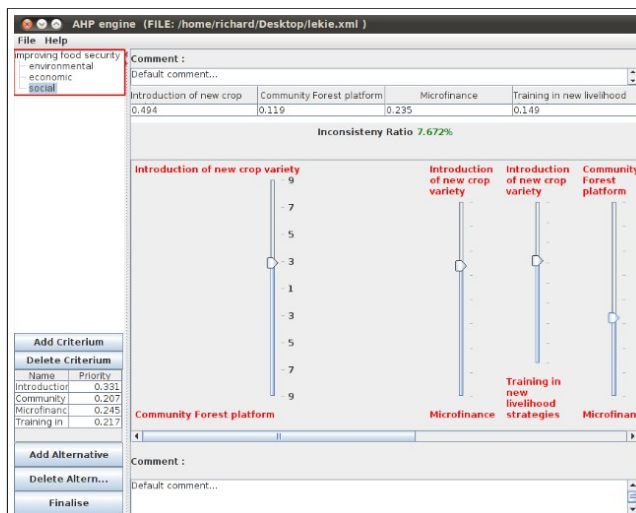 AHP engine (FILE: /home/richard/Desktop/lekie.xml )
File Help
improving food security
environmental
economic
social
Comment :
Default comment...
Introduction of new crop Community Forest platform Microfinance Training in new livelihood
0.494 0.119 0.235 0.149
Inconsisteny Ratio 7.672%
Introduction of new crop variety
9
7
5
3
1
3
5
7
9
Community Forest platform
Introduction
of new crop
variety
Microfinance
Introduction
of new crop
variety
Training in
new
livelihood
strategies
Community
Forest
platform
Microfinan
Add Criterium
Delete Criterium
Name Priority
Introduction 0.331
Community 0.207
Microfinanc 0.245
Training in 0.217
Add Alternative
Delete Altern...
Finalise
Comment :
Default comment...